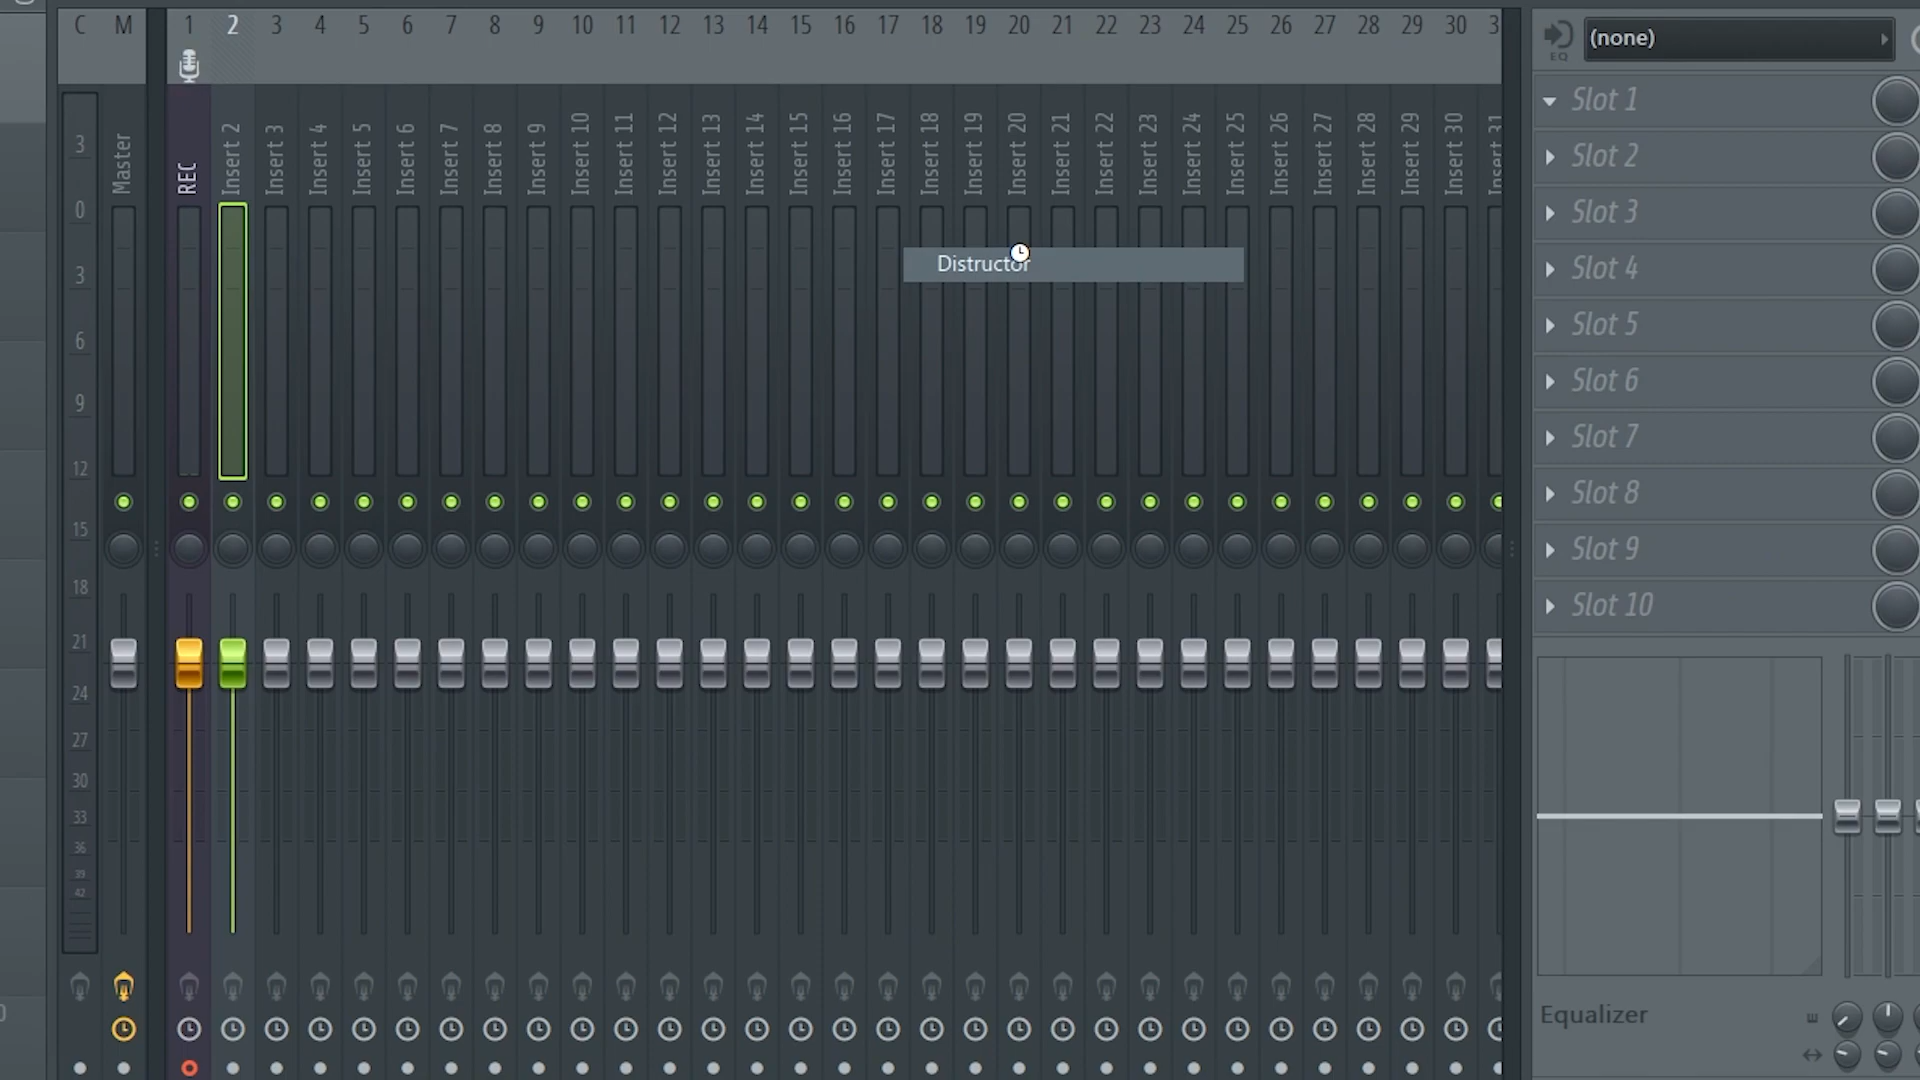 C M 1 2 3 4 5 6 7 8 9 10 11 12 13 14 15 16 17 18 19 20 21 22 23 24 25 26 27 28 29 30 3
Master
REC
Insert 2
Insert 3
Insert 4
Insert 5
Insert 6
Insert 7
Insert 8
Insert 9
Insert 10
Insert 11
Insert 12
Insert 13
Insert 14
Insert 15
Insert 16
Insert 17
Insert 18
Insert 19
Insert 20
Insert 21
Insert 22
Insert 23
Insert 24
Insert 25
Insert 26
Insert 27
Insert 28
Insert 29
Insert 30
Insert 31
3
0
3
6
9
12
15
18
21
24
27
30
33
36
39
42
Distructor
EQ
(none)
Slot 1
Slot 2
Slot 3
Slot 4
Slot 5
Slot 6
Slot 7
Slot 8
Slot 9
Slot 10
Equalizer